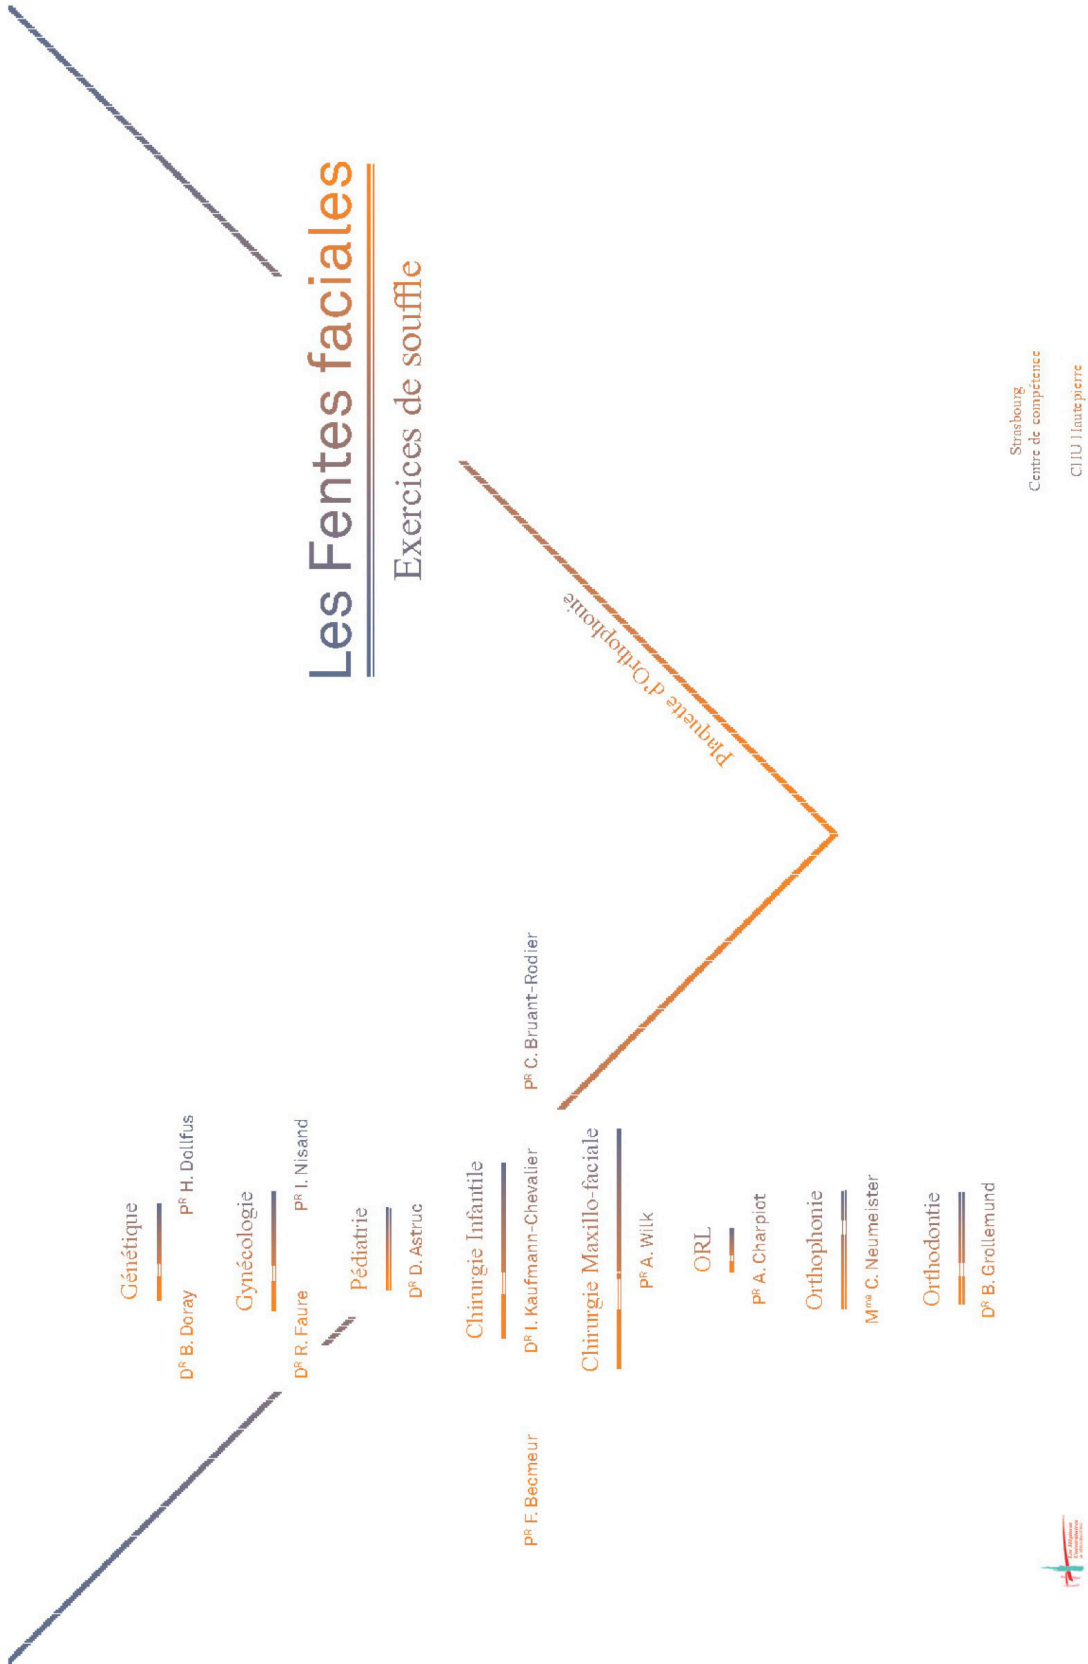 Génétique
Dᴿ B. Doray Pᴿ H. Dollfus
Gynécologie
Dᴿ R. Faure Pᴿ I. Nisand
Pédiatrie
Dᴿ D. Astruc
Chirurgie Infantile
Pᴿ F. Becmeur Dᴿ I. Kaufmann-Chevalier Pᴿ C. Bruant-Rodier
Chirurgie Maxillo-faciale
Pᴿ A. Wilk
ORL
Pᴿ A. Charpiot
Orthophonie
Mᵐᵉ C. Neumeister
Orthodontie
Dᴿ B. Grollemund
Les Fentes faciales
Exercices de souffle
Plaquette d'Orthophonie
Strasbourg
Centre de compétence
CHU Hautepierre